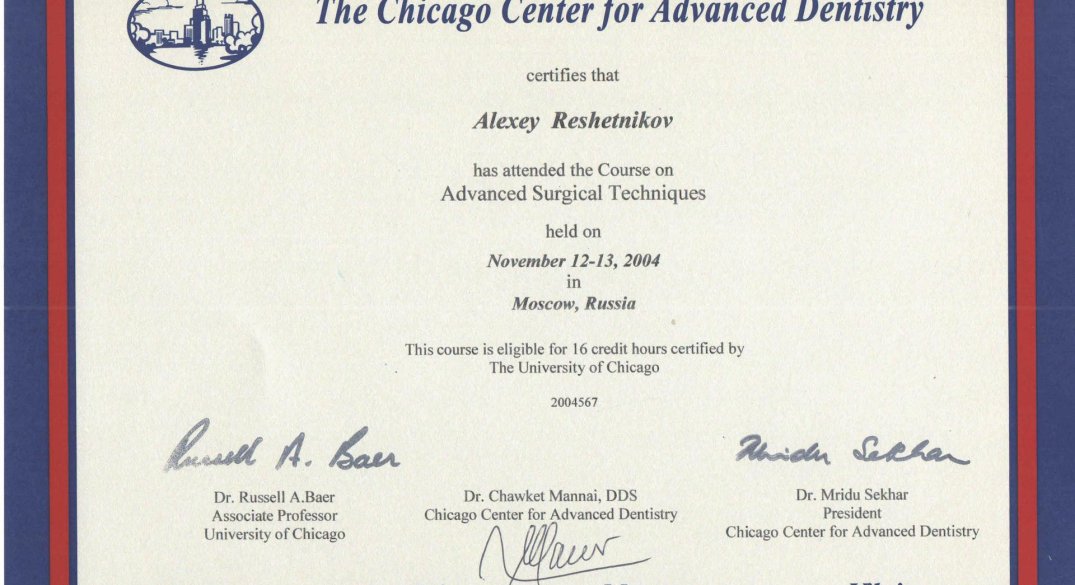 The Chicago Center for Advanced Dentistry
certifies that
Alexey Reshetnikov
has attended the Course on
Advanced Surgical Techniques
held on
November 12-13, 2004
in
Moscow, Russia
This course is eligible for 16 credit hours certified by
The University of Chicago
2004567
Russell A. Baer
Mridu Sekhar
Dr. Russell A.Baer
Associate Professor
University of Chicago
Dr. Chawket Mannai, DDS
Chicago Center for Advanced Dentistry
Dr. Mridu Sekhar
President
Chicago Center for Advanced Dentistry